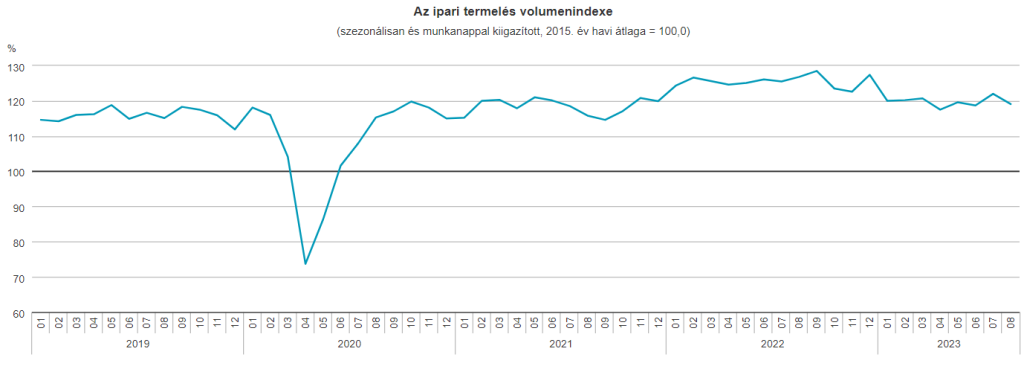 Az ipari termelés volumenindexe
(szezonálisan és munkanappal kiigazított, 2015. év havi átlaga = 100,0)
%
130
120
110
100
90
80
70
60
01 02 03 04 05 06 07 08 09 10 11 12 01 02 03 04 05 06 07 08 09 10 11 12 01 02 03 04 05 06 07 08 09 10 11 12 01 02 03 04 05 06 07 08 09 10 11 12 01 02 03 04 05 06 07 08
2019 2020 2021 2022 2023